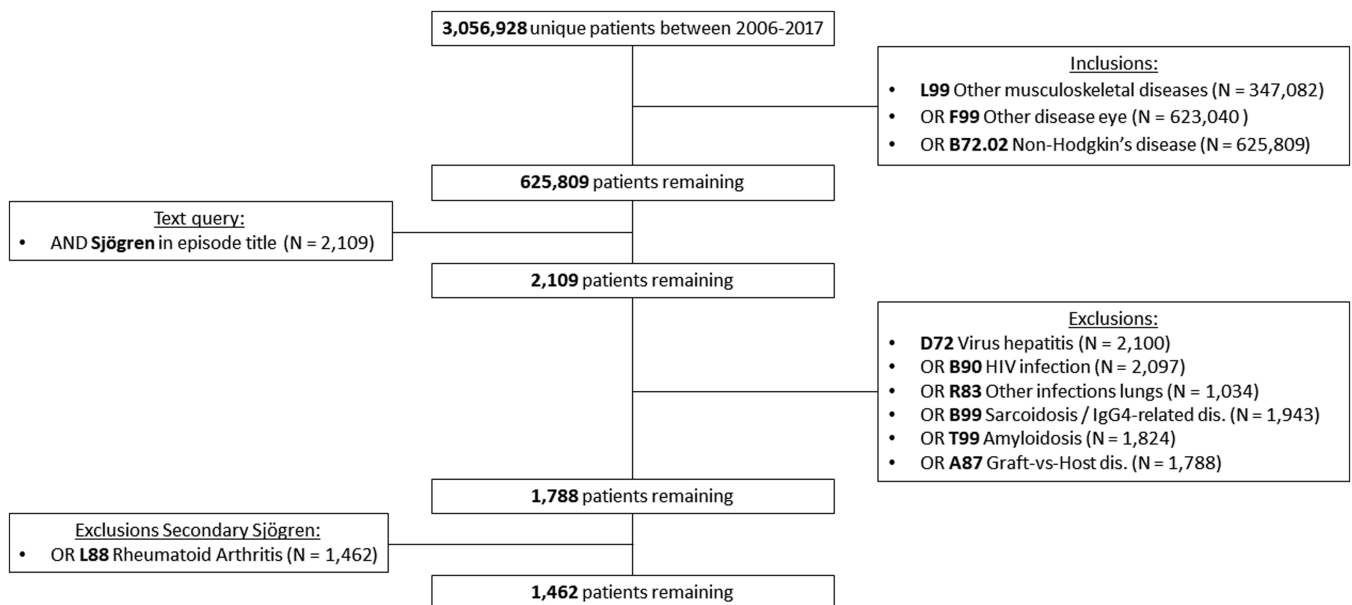 3,056,928 unique patients between 2006-2017
Inclusions:
• L99 Other musculoskeletal diseases (N = 347,082)
• OR F99 Other disease eye (N = 623,040 )
• OR B72.02 Non-Hodgkin's disease (N = 625,809)
625,809 patients remaining
Text query:
• AND Sjögren in episode title (N = 2,109)
2,109 patients remaining
Exclusions:
• D72 Virus hepatitis (N = 2,100)
• OR B90 HIV infection (N = 2,097)
• OR R83 Other infections lungs (N = 1,034)
• OR B99 Sarcoidosis / IgG4-related dis. (N = 1,943)
• OR T99 Amyloidosis (N = 1,824)
• OR A87 Graft-vs-Host dis. (N = 1,788)
1,788 patients remaining
Exclusions Secondary Sjögren:
• OR L88 Rheumatoid Arthritis (N = 1,462)
1,462 patients remaining